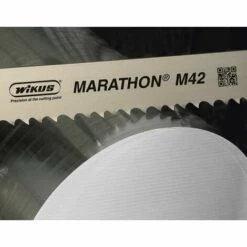 WIKUS
Precision at the cutting point
MARATHON® M42